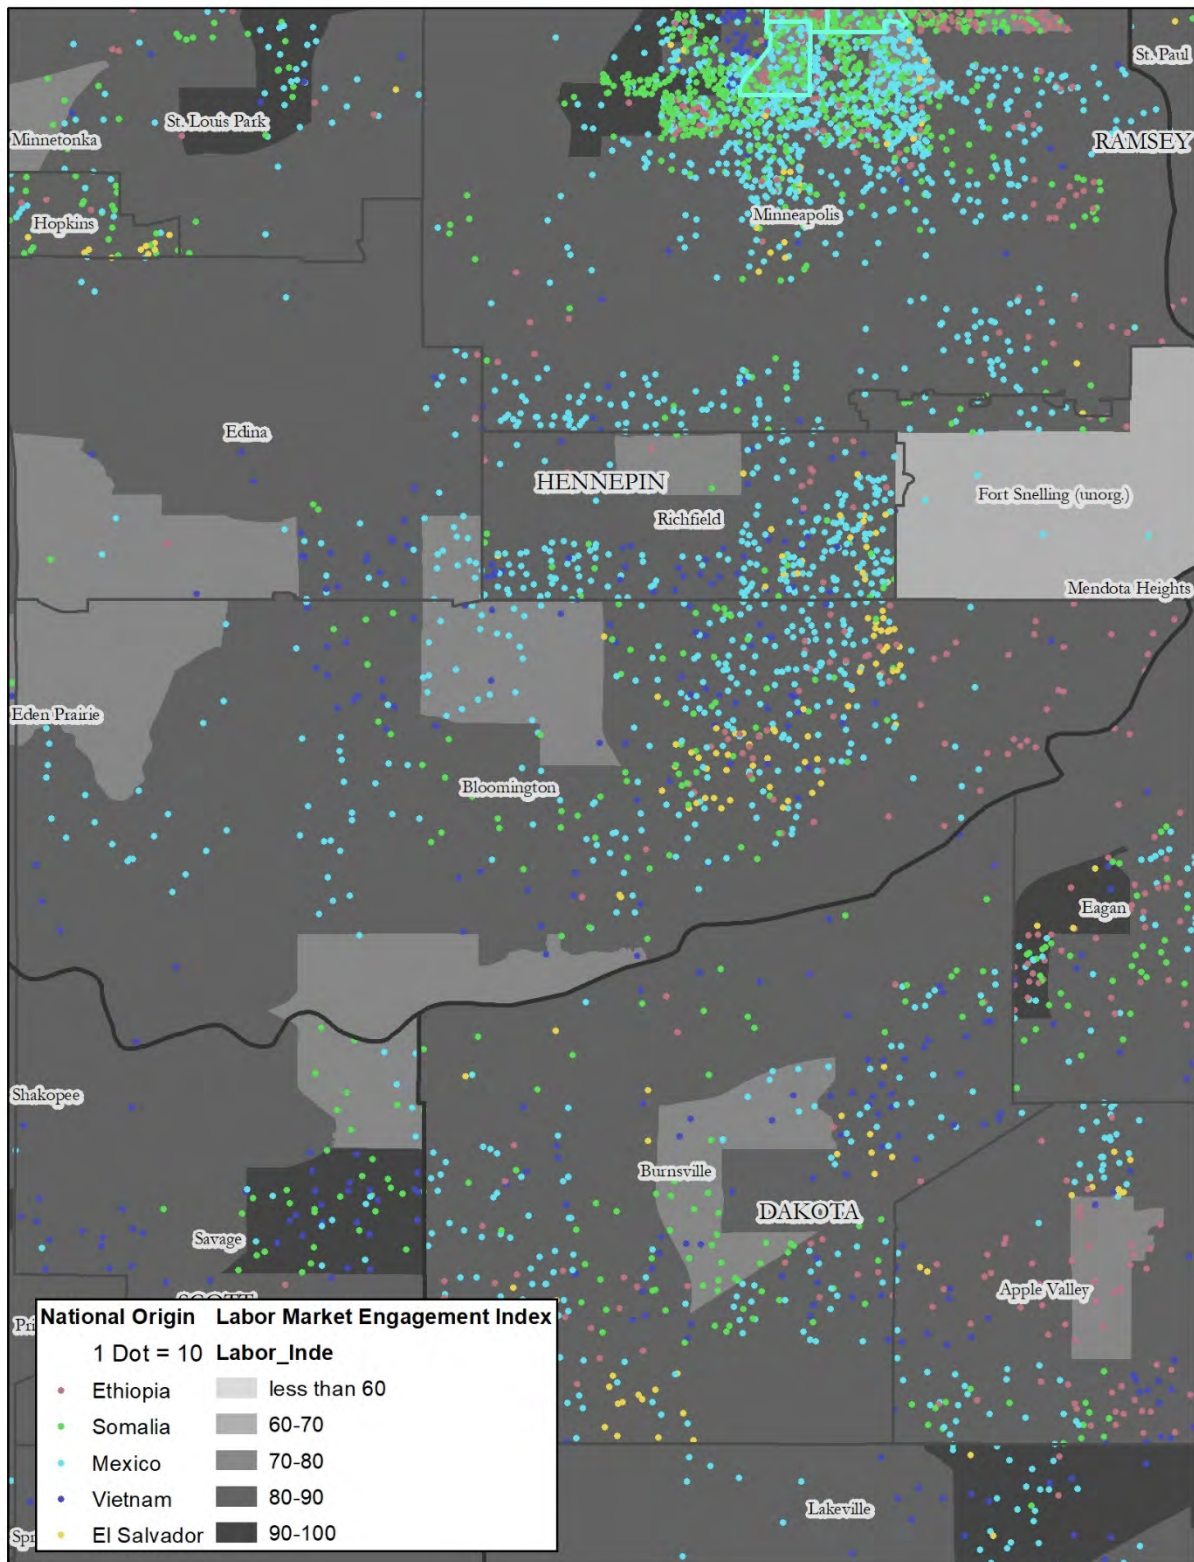 St. Paul
St. Louis Park
Minnetonka
RAMSEY
Hopkins
Minneapolis
Edina
HENNEPIN
Fort Snelling (unorg.)
Richfield
Mendota Heights
Eden Prairie
Bloomington
Eagan
Shakopee
Burnsville
DAKOTA
Savage
Apple Valley
National Origin Labor Market Engagement Index
1 Dot = 10 Labor_Inde
Ethiopia less than 60
Somalia 60-70
Mexico 70-80
Vietnam 80-90
El Salvador 90-100
Lakeville